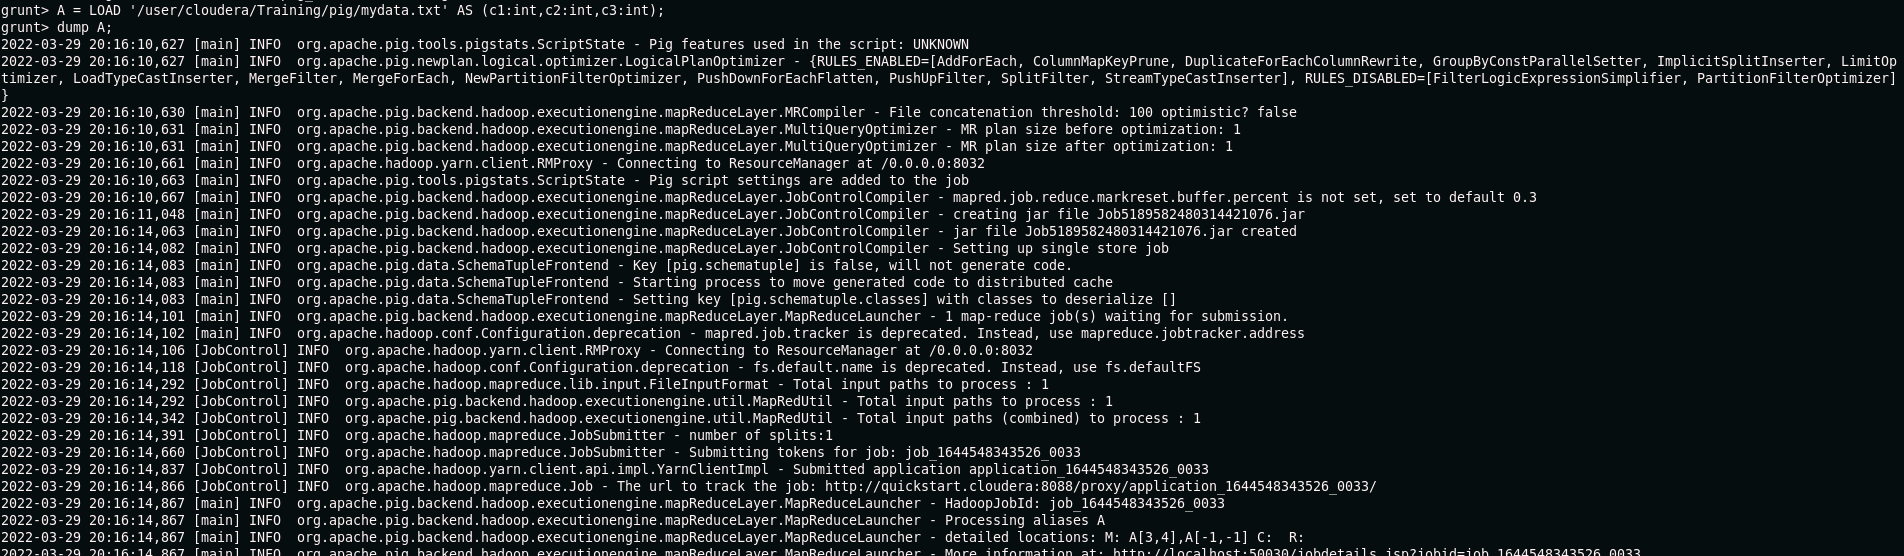 grunt> A = LOAD '/user/cloudera/Training/pig/mydata.txt' AS (c1:int,c2:int,c3:int);
grunt> dump A;
2022-03-29 20:16:10,627 [main] INFO  org.apache.pig.tools.pigstats.ScriptState - Pig features used in the script: UNKNOWN
2022-03-29 20:16:10,627 [main] INFO  org.apache.pig.newplan.logical.optimizer.LogicalPlanOptimizer - {RULES_ENABLED=[AddForEach, ColumnMapKeyPrune, DuplicateForEachColumnRewrite, GroupByConstParallelSetter, ImplicitSplitInserter, LimitOp
timizer, LoadTypeCastInserter, MergeFilter, MergeForEach, NewPartitionFilterOptimizer, PushDownForEachFlatten, PushUpFilter, SplitFilter, StreamTypeCastInserter], RULES_DISABLED=[FilterLogicExpressionSimplifier, PartitionFilterOptimizer]
}
2022-03-29 20:16:10,630 [main] INFO  org.apache.pig.backend.hadoop.executionengine.mapReduceLayer.MRCompiler - File concatenation threshold: 100 optimistic? false
2022-03-29 20:16:10,631 [main] INFO  org.apache.pig.backend.hadoop.executionengine.mapReduceLayer.MultiQueryOptimizer - MR plan size before optimization: 1
2022-03-29 20:16:10,631 [main] INFO  org.apache.pig.backend.hadoop.executionengine.mapReduceLayer.MultiQueryOptimizer - MR plan size after optimization: 1
2022-03-29 20:16:10,661 [main] INFO  org.apache.hadoop.yarn.client.RMProxy - Connecting to ResourceManager at /0.0.0.0:8032
2022-03-29 20:16:10,663 [main] INFO  org.apache.pig.tools.pigstats.ScriptState - Pig script settings are added to the job
2022-03-29 20:16:10,667 [main] INFO  org.apache.pig.backend.hadoop.executionengine.mapReduceLayer.JobControlCompiler - mapred.job.reduce.markreset.buffer.percent is not set, set to default 0.3
2022-03-29 20:16:11,048 [main] INFO  org.apache.pig.backend.hadoop.executionengine.mapReduceLayer.JobControlCompiler - creating jar file Job5189582480314421076.jar
2022-03-29 20:16:14,063 [main] INFO  org.apache.pig.backend.hadoop.executionengine.mapReduceLayer.JobControlCompiler - jar file Job5189582480314421076.jar created
2022-03-29 20:16:14,082 [main] INFO  org.apache.pig.backend.hadoop.executionengine.mapReduceLayer.JobControlCompiler - Setting up single store job
2022-03-29 20:16:14,083 [main] INFO  org.apache.pig.data.SchemaTupleFrontend - Key [pig.schematuple] is false, will not generate code.
2022-03-29 20:16:14,083 [main] INFO  org.apache.pig.data.SchemaTupleFrontend - Starting process to move generated code to distributed cache
2022-03-29 20:16:14,083 [main] INFO  org.apache.pig.data.SchemaTupleFrontend - Setting key [pig.schematuple.classes] with classes to deserialize []
2022-03-29 20:16:14,101 [main] INFO  org.apache.pig.backend.hadoop.executionengine.mapReduceLayer.MapReduceLauncher - 1 map-reduce job(s) waiting for submission.
2022-03-29 20:16:14,102 [main] INFO  org.apache.hadoop.conf.Configuration.deprecation - mapred.job.tracker is deprecated. Instead, use mapreduce.jobtracker.address
2022-03-29 20:16:14,106 [JobControl] INFO  org.apache.hadoop.yarn.client.RMProxy - Connecting to ResourceManager at /0.0.0.0:8032
2022-03-29 20:16:14,118 [JobControl] INFO  org.apache.hadoop.conf.Configuration.deprecation - fs.default.name is deprecated. Instead, use fs.defaultFS
2022-03-29 20:16:14,292 [JobControl] INFO  org.apache.hadoop.mapreduce.lib.input.FileInputFormat - Total input paths to process : 1
2022-03-29 20:16:14,292 [JobControl] INFO  org.apache.pig.backend.hadoop.executionengine.util.MapRedUtil - Total input paths to process : 1
2022-03-29 20:16:14,342 [JobControl] INFO  org.apache.pig.backend.hadoop.executionengine.util.MapRedUtil - Total input paths (combined) to process : 1
2022-03-29 20:16:14,391 [JobControl] INFO  org.apache.hadoop.mapreduce.JobSubmitter - number of splits:1
2022-03-29 20:16:14,660 [JobControl] INFO  org.apache.hadoop.mapreduce.JobSubmitter - Submitting tokens for job: job_1644548343526_0033
2022-03-29 20:16:14,837 [JobControl] INFO  org.apache.hadoop.yarn.client.api.impl.YarnClientImpl - Submitted application application_1644548343526_0033
2022-03-29 20:16:14,866 [JobControl] INFO  org.apache.hadoop.mapreduce.Job - The url to track the job: http://quickstart.cloudera:8088/proxy/application_1644548343526_0033/
2022-03-29 20:16:14,867 [main] INFO  org.apache.pig.backend.hadoop.executionengine.mapReduceLayer.MapReduceLauncher - HadoopJobId: job_1644548343526_0033
2022-03-29 20:16:14,867 [main] INFO  org.apache.pig.backend.hadoop.executionengine.mapReduceLayer.MapReduceLauncher - Processing aliases A
2022-03-29 20:16:14,867 [main] INFO  org.apache.pig.backend.hadoop.executionengine.mapReduceLayer.MapReduceLauncher - detailed locations: M: A[3,4],A[-1,-1] C:  R:
2022-03-29 20:16:14,867 [main] INFO  org.apache.pig.backend.hadoop.executionengine.mapReduceLayer.MapReduceLauncher - More information at: http://localhost:50030/jobdetails.jsp?jobid=job_1644548343526_0033